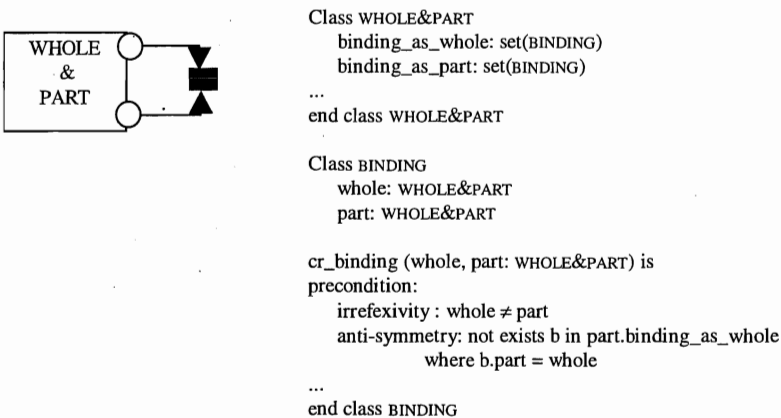 WHOLE
&
PART
Class WHOLE&PART
binding_as_whole: set(BINDING)
binding_as_part: set(BINDING)
...
end class WHOLE&PART
Class BINDING
whole: WHOLE&PART
part: WHOLE&PART
cr_binding (whole, part: WHOLE&PART) is
precondition:
irrefexivity : whole ≠ part
anti-symmetry: not exists b in part.binding_as_whole
where b.part = whole
...
end class BINDING